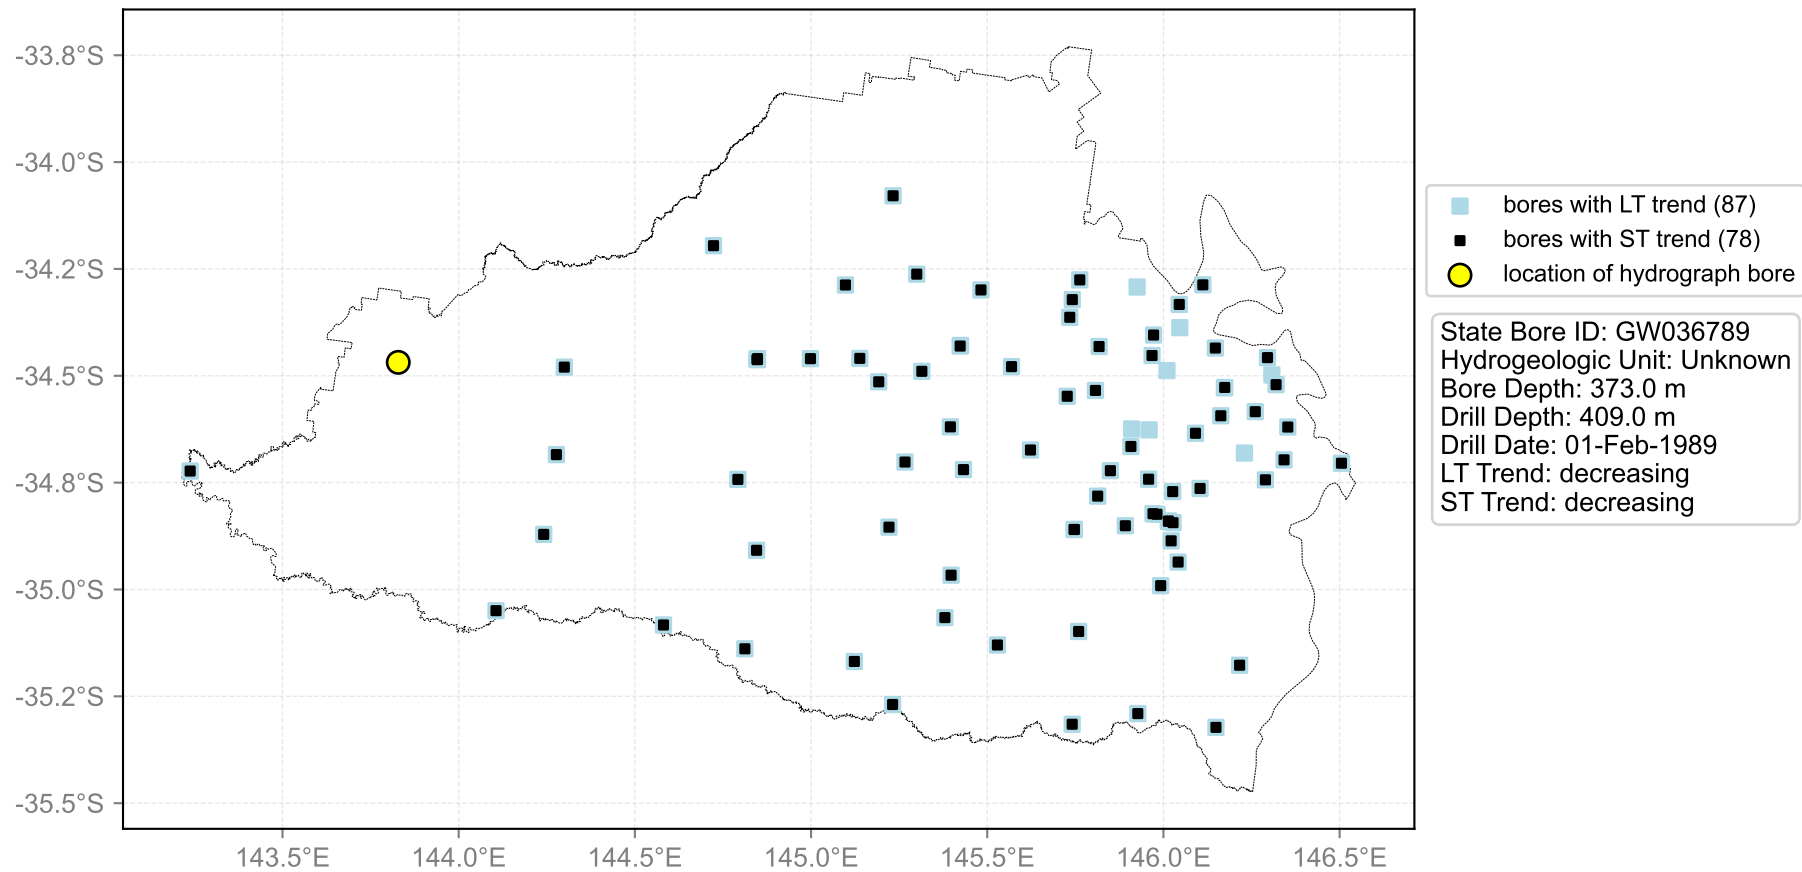 -33.8°S
-34.0°S
-34.2°S
-34.5°S
-34.8°S
-35.0°S
-35.2°S
-35.5°S
143.5°E
144.0°E
144.5°E
145.0°E
145.5°E
146.0°E
146.5°E
bores with LT trend (87)
bores with ST trend (78)
location of hydrograph bore
State Bore ID: GW036789
Hydrogeologic Unit: Unknown
Bore Depth: 373.0 m
Drill Depth: 409.0 m
Drill Date: 01-Feb-1989
LT Trend: decreasing
ST Trend: decreasing